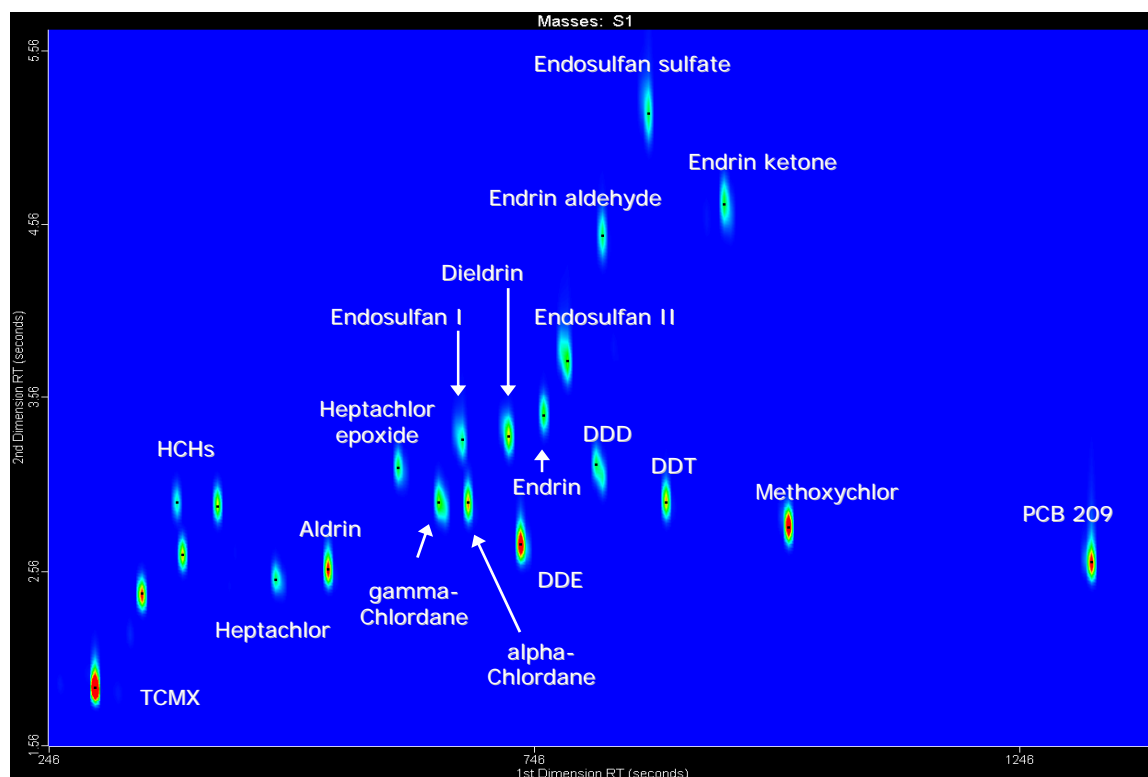 Masses: S1
5.56
Endosulfan sulfate
Endrin ketone
Endrin aldehyde
4.56
Dieldrin
Endosulfan I
Endosulfan II
2nd Dimension RT (seconds)
3.56
Heptachlor
epoxide
HCHs
DDD
DDT
Endrin
Methoxychlor
PCB 209
Aldrin
2.56
DDE
gamma-
Chlordane
Heptachlor
alpha-
Chlordane
TCMX
1.56
246
746
1246
1st Dimension RT (seconds)